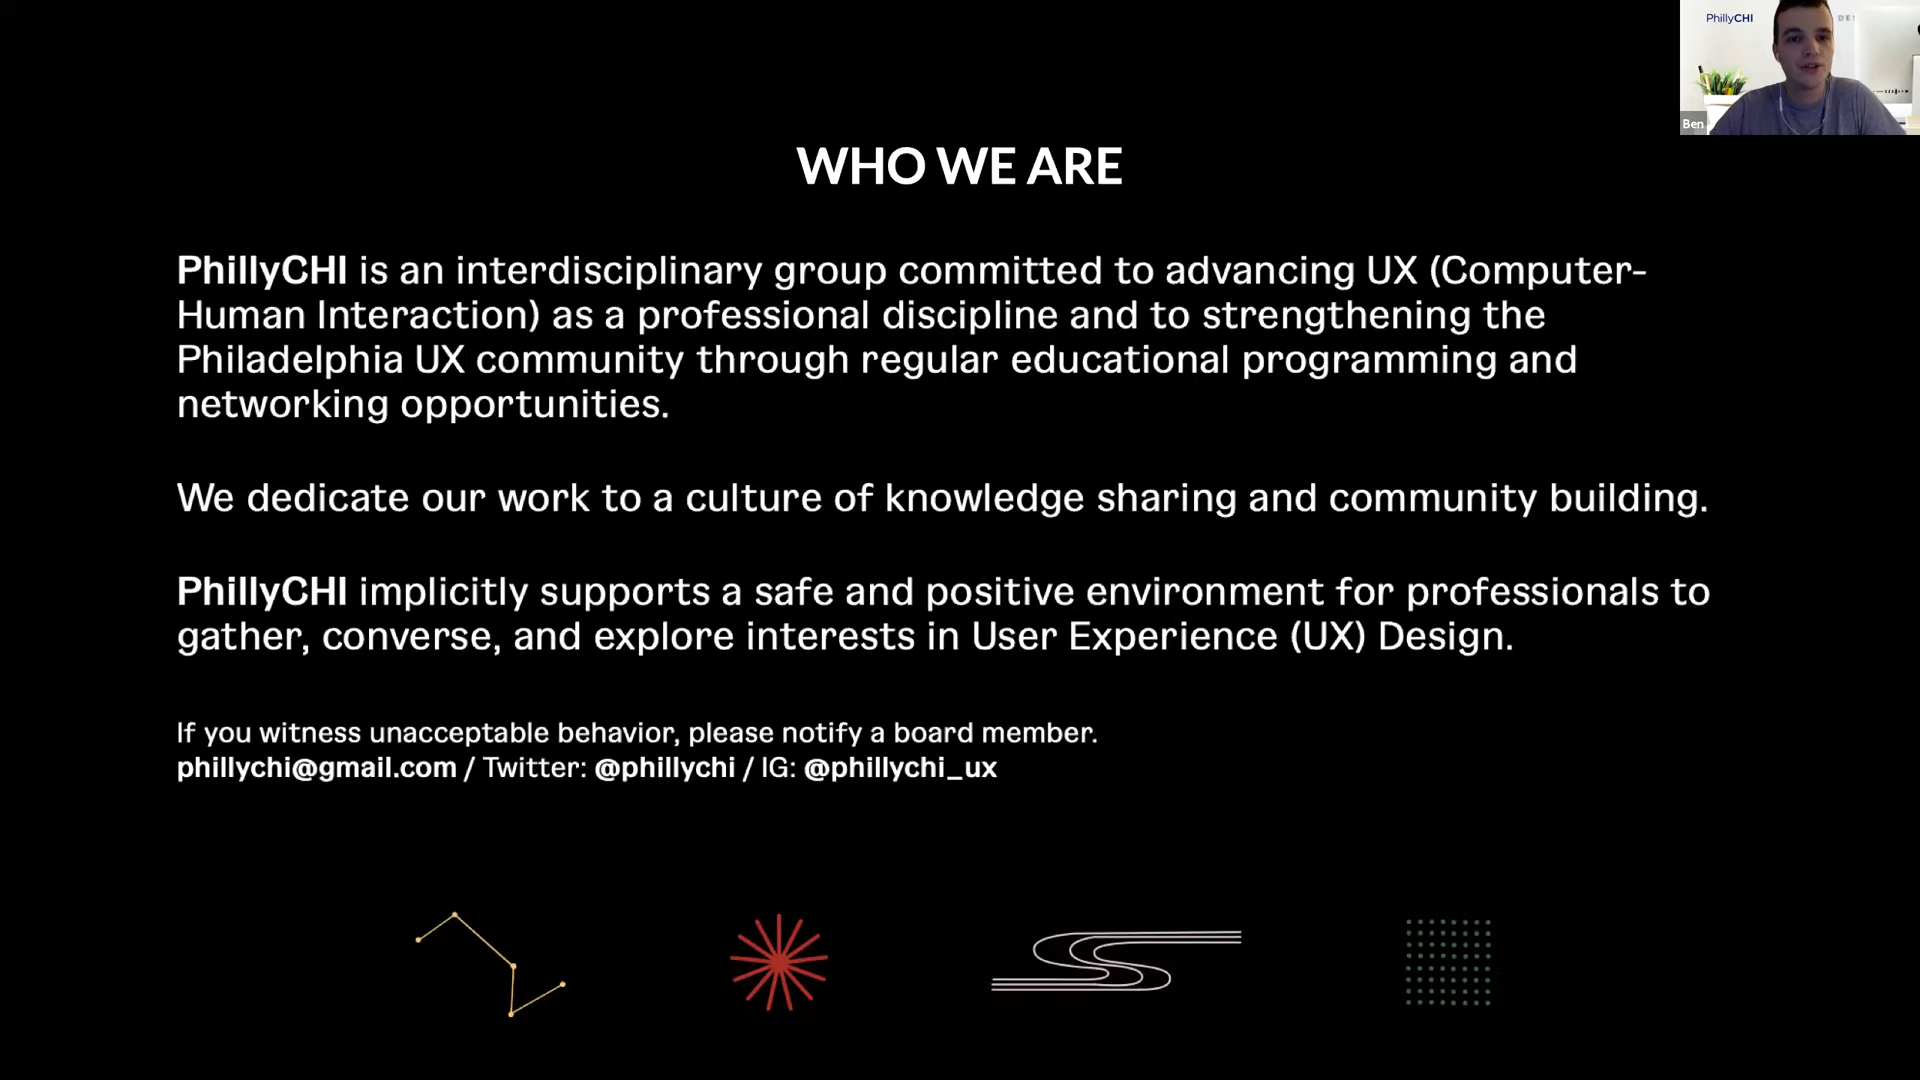 PhillyCHI
DE
Ben
WHO WE ARE
PhillyCHI is an interdisciplinary group committed to advancing UX (Computer-
Human Interaction) as a professional discipline and to strengthening the
Philadelphia UX community through regular educational programming and
networking opportunities.
We dedicate our work to a culture of knowledge sharing and community building.
PhillyCHI implicitly supports a safe and positive environment for professionals to
gather, converse, and explore interests in User Experience (UX) Design.
If you witness unacceptable behavior, please notify a board member.
phillychi@gmail.com / Twitter: @phillychi / IG: @phillychi_ux